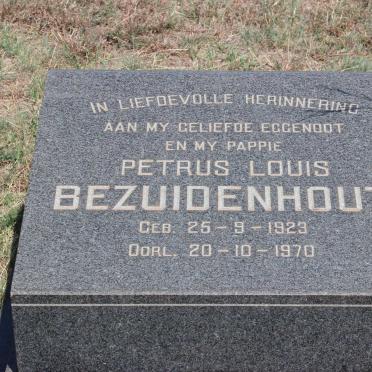 IN LIEFDEVOLLE HERINNERING
AAN MY GELIEFDE EGGENOOT
EN MY PAPPIE
PETRUS LOUIS
BEZUIDENHOUT
GEB. 25-9-1923
OORL. 20-10-1970